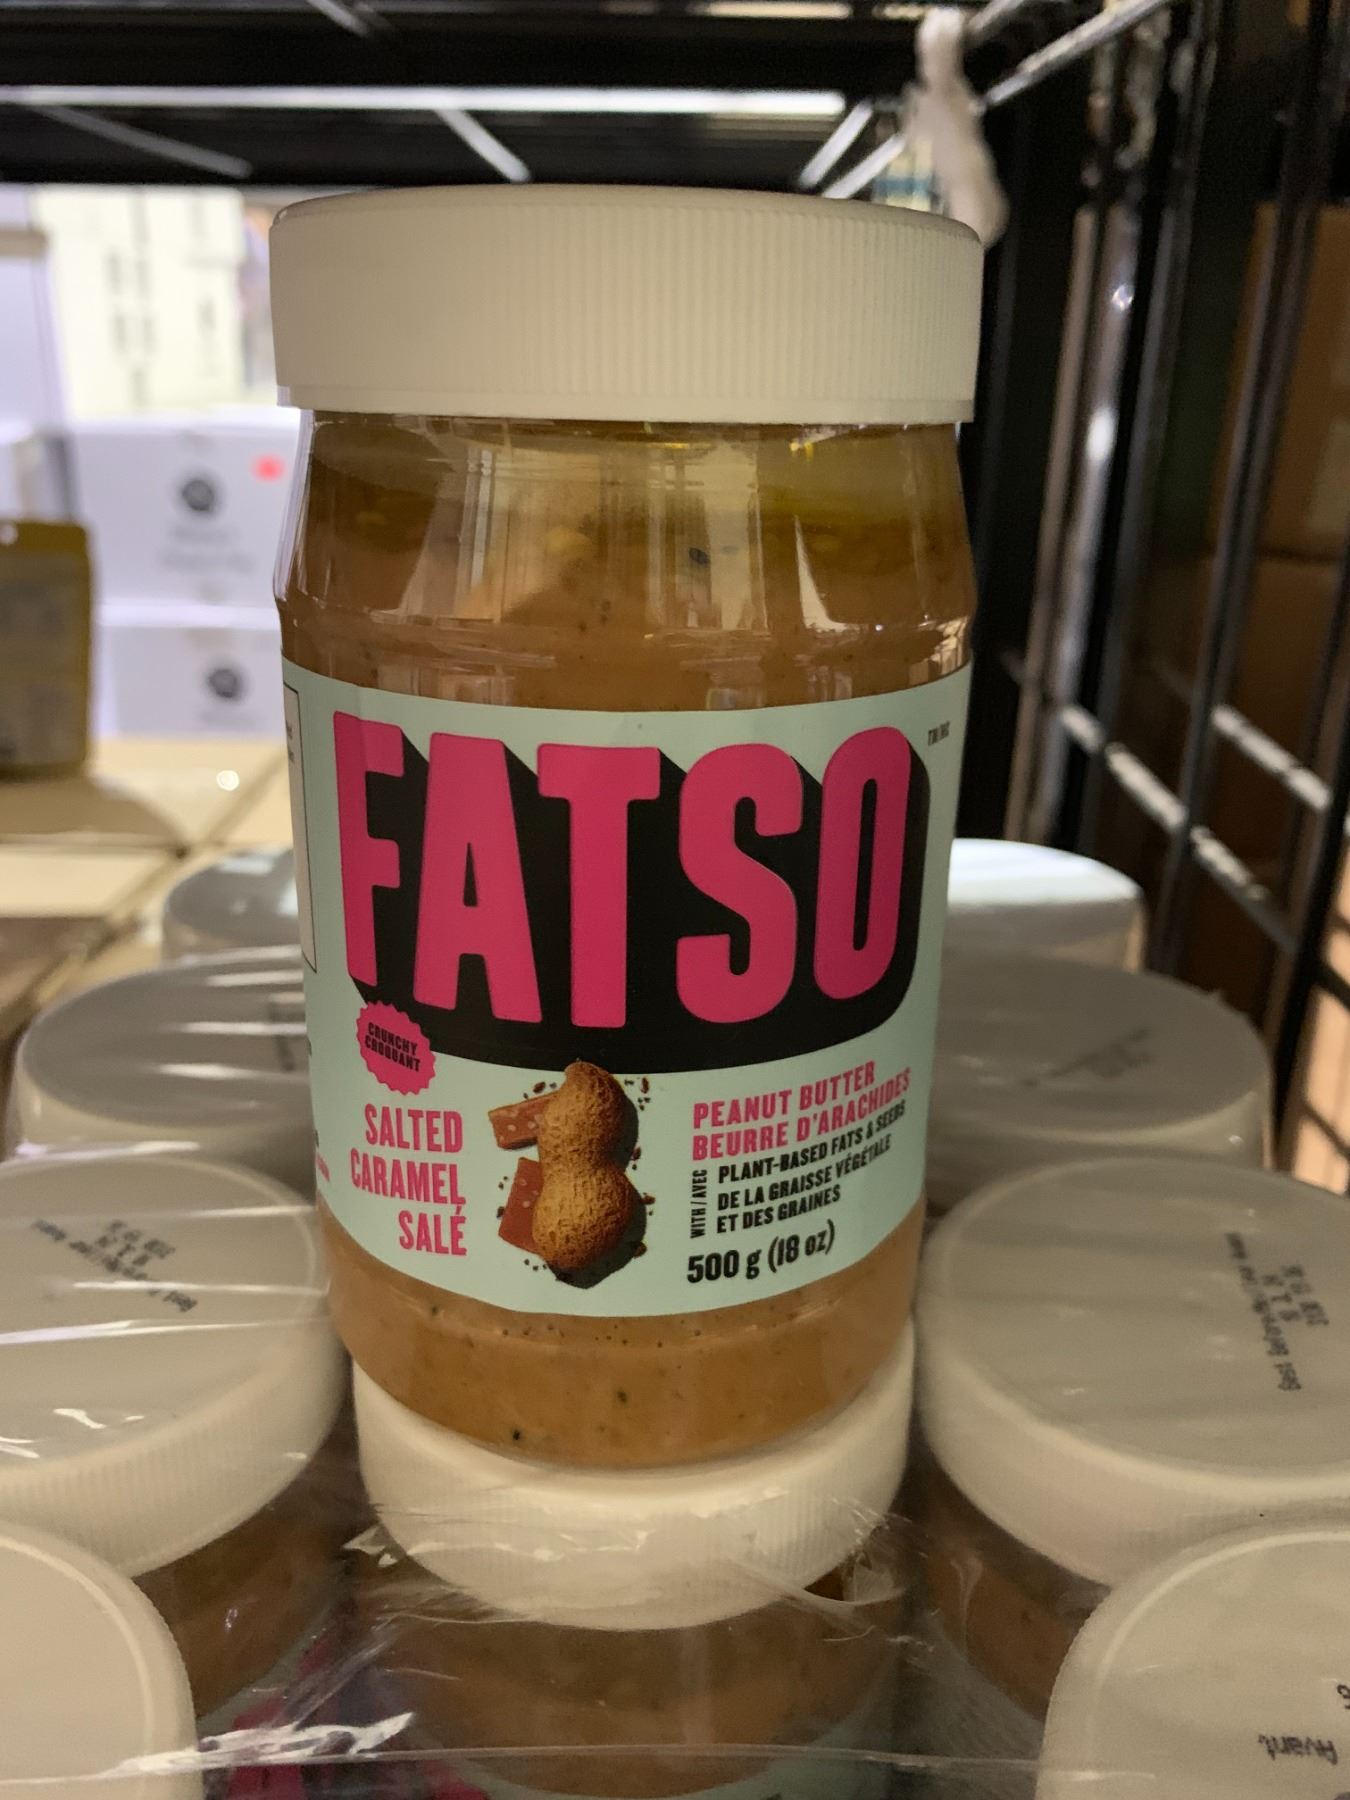 FATSO
TM/MC
CRUNCHY
CROQUANT
SALTED
CARAMEL
SALÉ
PEANUT BUTTER
BEURRE D'ARACHIDES
WITH / AVEC
PLANT-BASED FATS & SEEDS
DE LA GRAISSE VÉGÉTALE
ET DES GRAINES
500 g (18 oz)